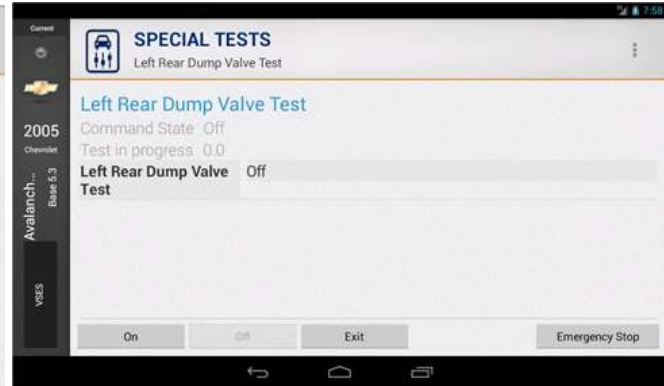 7:58
Current
SPECIAL TESTS
Left Rear Dump Valve Test
2005
Chevrolet
Avalanch...
Base 5.3
VSES
Left Rear Dump Valve Test
Command State Off
Test in progress 0.0
Left Rear Dump Valve Off
Test
On Off Exit Emergency Stop